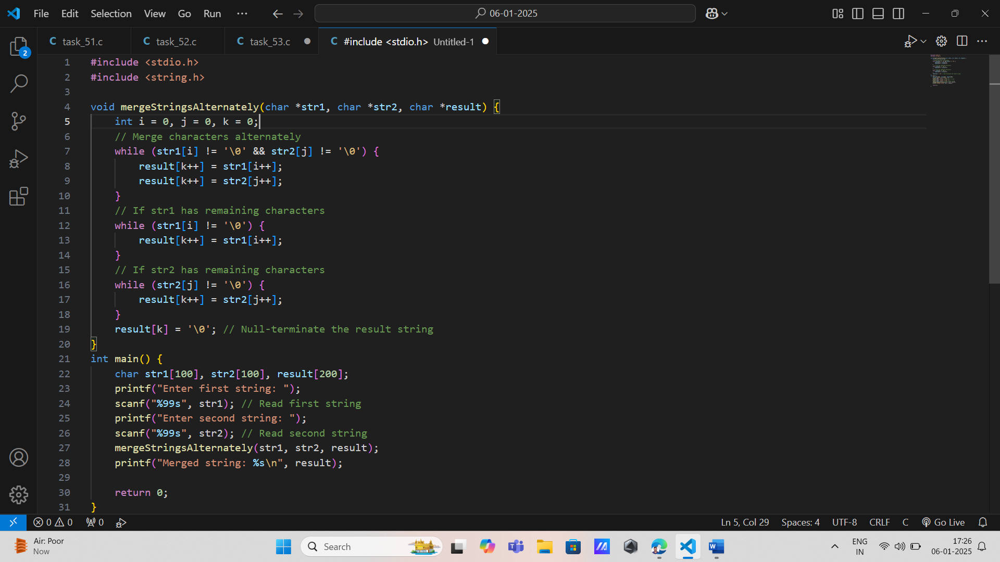 File Edit Selection View Go Run ··· 06-01-2025
task_51.c task_52.c task_53.c #include <stdio.h> Untitled-1
2
1 #include <stdio.h>
2 #include <string.h>
3
4 void mergeStringsAlternately(char *str1, char *str2, char *result) {
5 int i = 0, j = 0, k = 0;
6 // Merge characters alternately
7 while (str1[i] != '\0' && str2[j] != '\0') {
8 result[k++] = str1[i++];
9 result[k++] = str2[j++];
10 }
11 // If str1 has remaining characters
12 while (str1[i] != '\0') {
13 result[k++] = str1[i++];
14 }
15 // If str2 has remaining characters
16 while (str2[j] != '\0') {
17 result[k++] = str2[j++];
18 }
19 result[k] = '\0'; // Null-terminate the result string
20 }
21 int main() {
22 char str1[100], str2[100], result[200];
23 printf("Enter first string: ");
24 scanf("%99s", str1); // Read first string
25 printf("Enter second string: ");
26 scanf("%99s", str2); // Read second string
27 mergeStringsAlternately(str1, str2, result);
28 printf("Merged string: %s\n", result);
29
30 return 0;
31 }
0 0 0 Ln 5, Col 29 Spaces: 4 UTF-8 CRLF C Go Live
Air: Poor
Now
Search
ENG
IN
17:26
06-01-2025